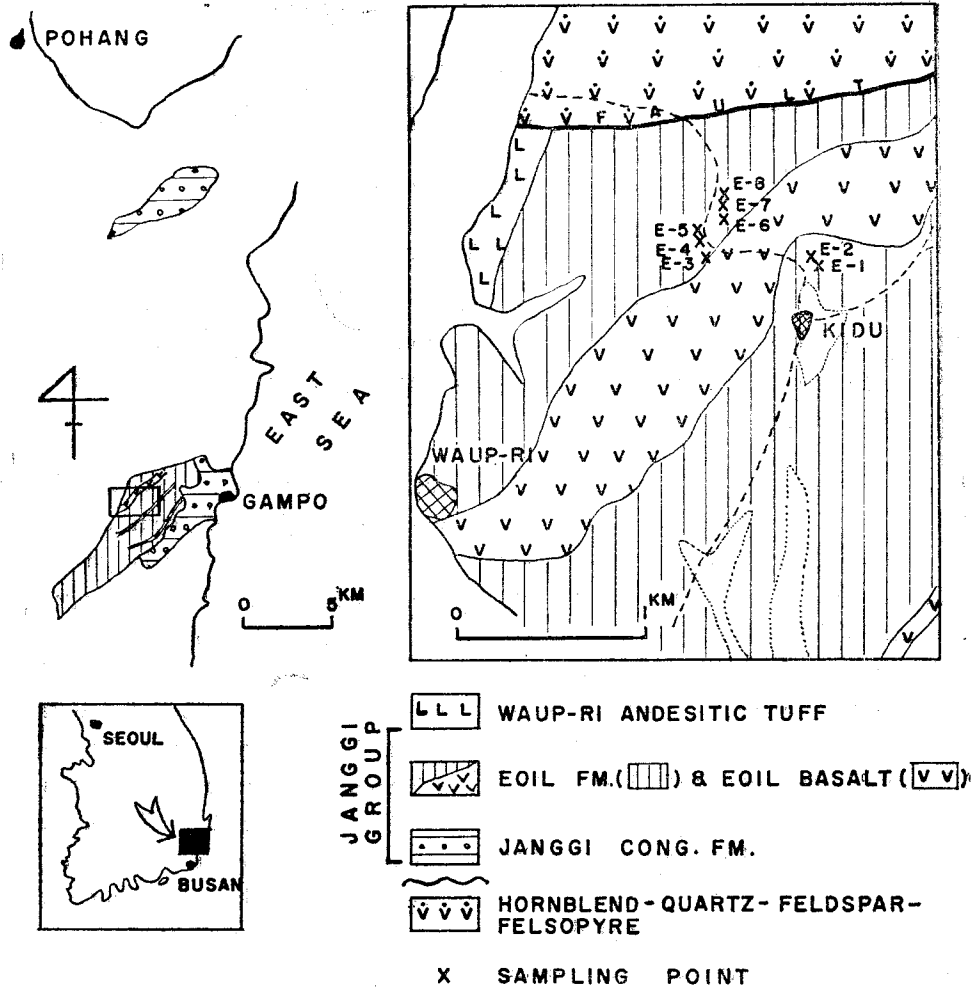 POHANG
EAST
SEA
GAMPO
0 5 KM
FAULT
E-8
E-7
E-6
E-5
E-4
E-3
E-2
E-1
KIDU
WAUP-RI
0 1 KM
SEOUL
BUSAN
JANGGI
GROUP
L L L WAUP-RI ANDESITIC TUFF
EOIL FM.( ) & EOIL BASALT (V V)
JANGGI CONG. FM.
HORNBLEND-QUARTZ-FELDSPAR-
FELSOPYRE
X SAMPLING POINT